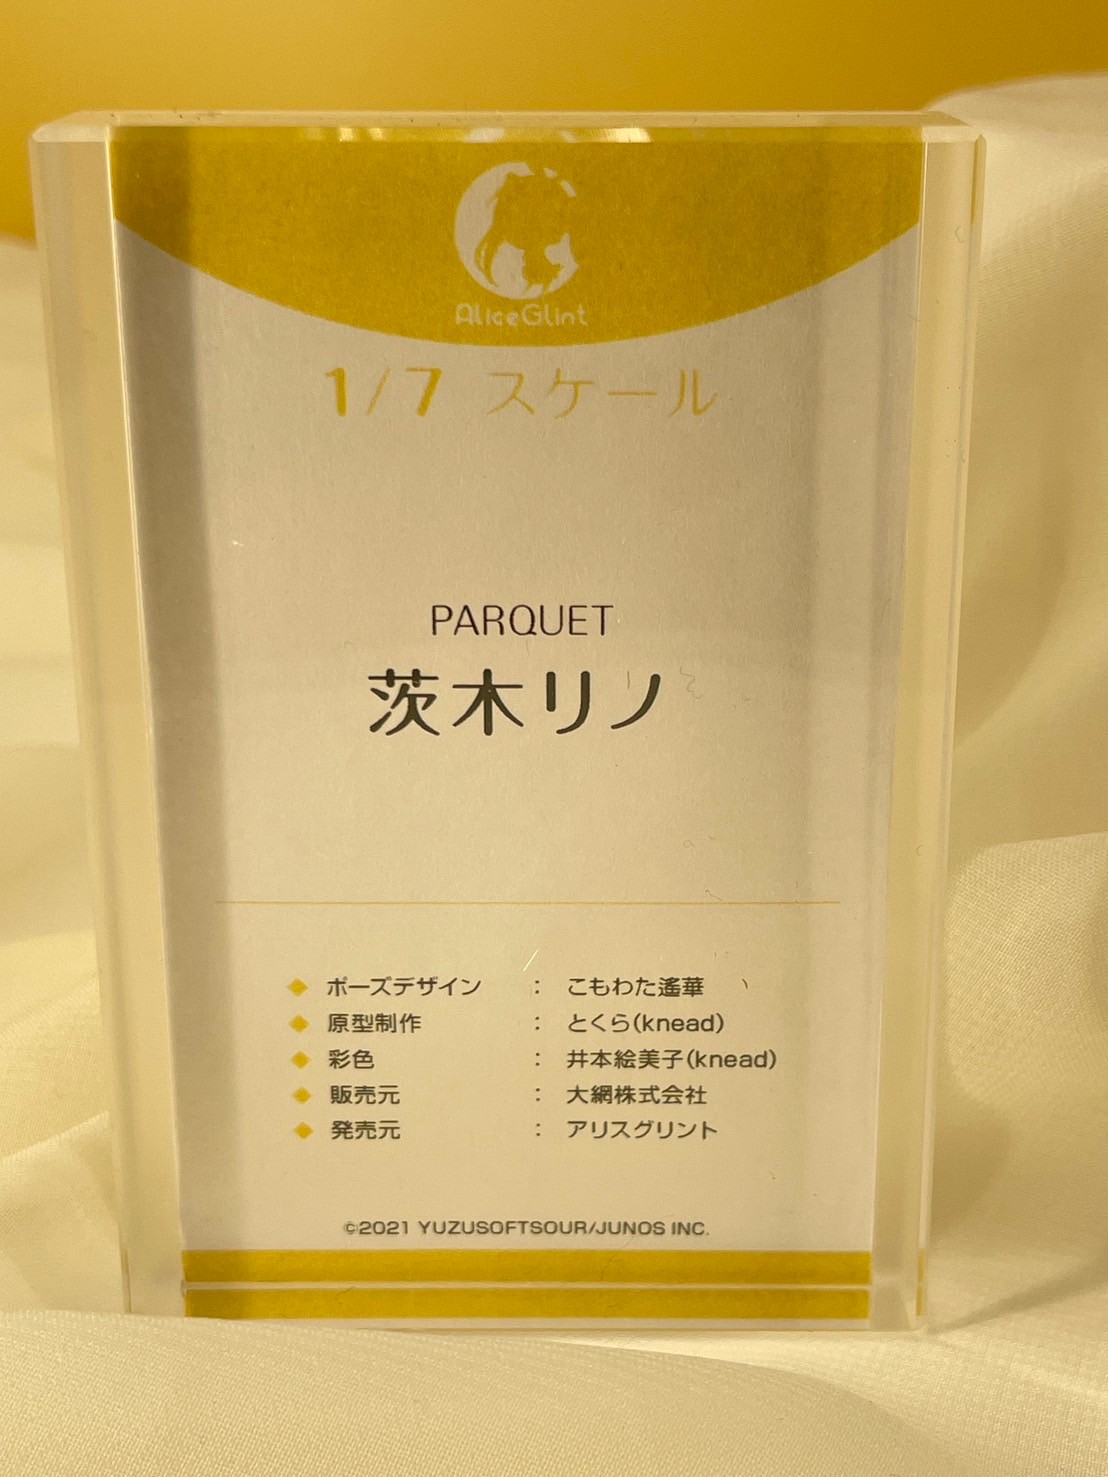 AliceGlint
1/7 スケール
PARQUET
茨木リノ
◆ ポーズデザイン : こもわた遙華
◆ 原型制作 : とくら(knead)
◆ 彩色 : 井本絵美子(knead)
◆ 販売元 : 大網株式会社
◆ 発売元 : アリスグリント
©2021 YUZUSOFTSOUR/JUNOS INC.